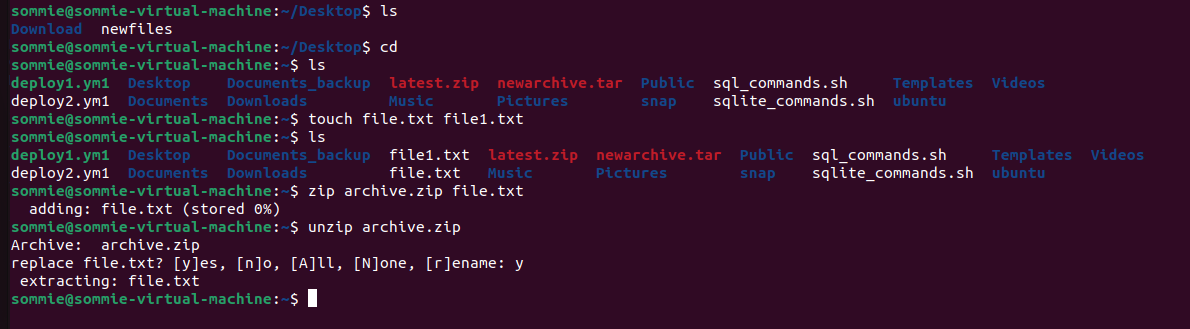 sommie@sommie-virtual-machine:~/Desktop$ ls
Download  newfiles
sommie@sommie-virtual-machine:~/Desktop$ cd
sommie@sommie-virtual-machine:~$ ls
deploy1.ym1  Desktop    Documents_backup  latest.zip  newarchive.tar  Public  sql_commands.sh     Templates  Videos
deploy2.ym1  Documents  Downloads         Music       Pictures        snap    sqlite_commands.sh  ubuntu
sommie@sommie-virtual-machine:~$ touch file.txt file1.txt
sommie@sommie-virtual-machine:~$ ls
deploy1.ym1  Desktop    Documents_backup  file1.txt  latest.zip  newarchive.tar  Public  sql_commands.sh     Templates  Videos
deploy2.ym1  Documents  Downloads         file.txt   Music       Pictures        snap    sqlite_commands.sh  ubuntu
sommie@sommie-virtual-machine:~$ zip archive.zip file.txt
  adding: file.txt (stored 0%)
sommie@sommie-virtual-machine:~$ unzip archive.zip
Archive:  archive.zip
replace file.txt? [y]es, [n]o, [A]ll, [N]one, [r]ename: y
 extracting: file.txt
sommie@sommie-virtual-machine:~$